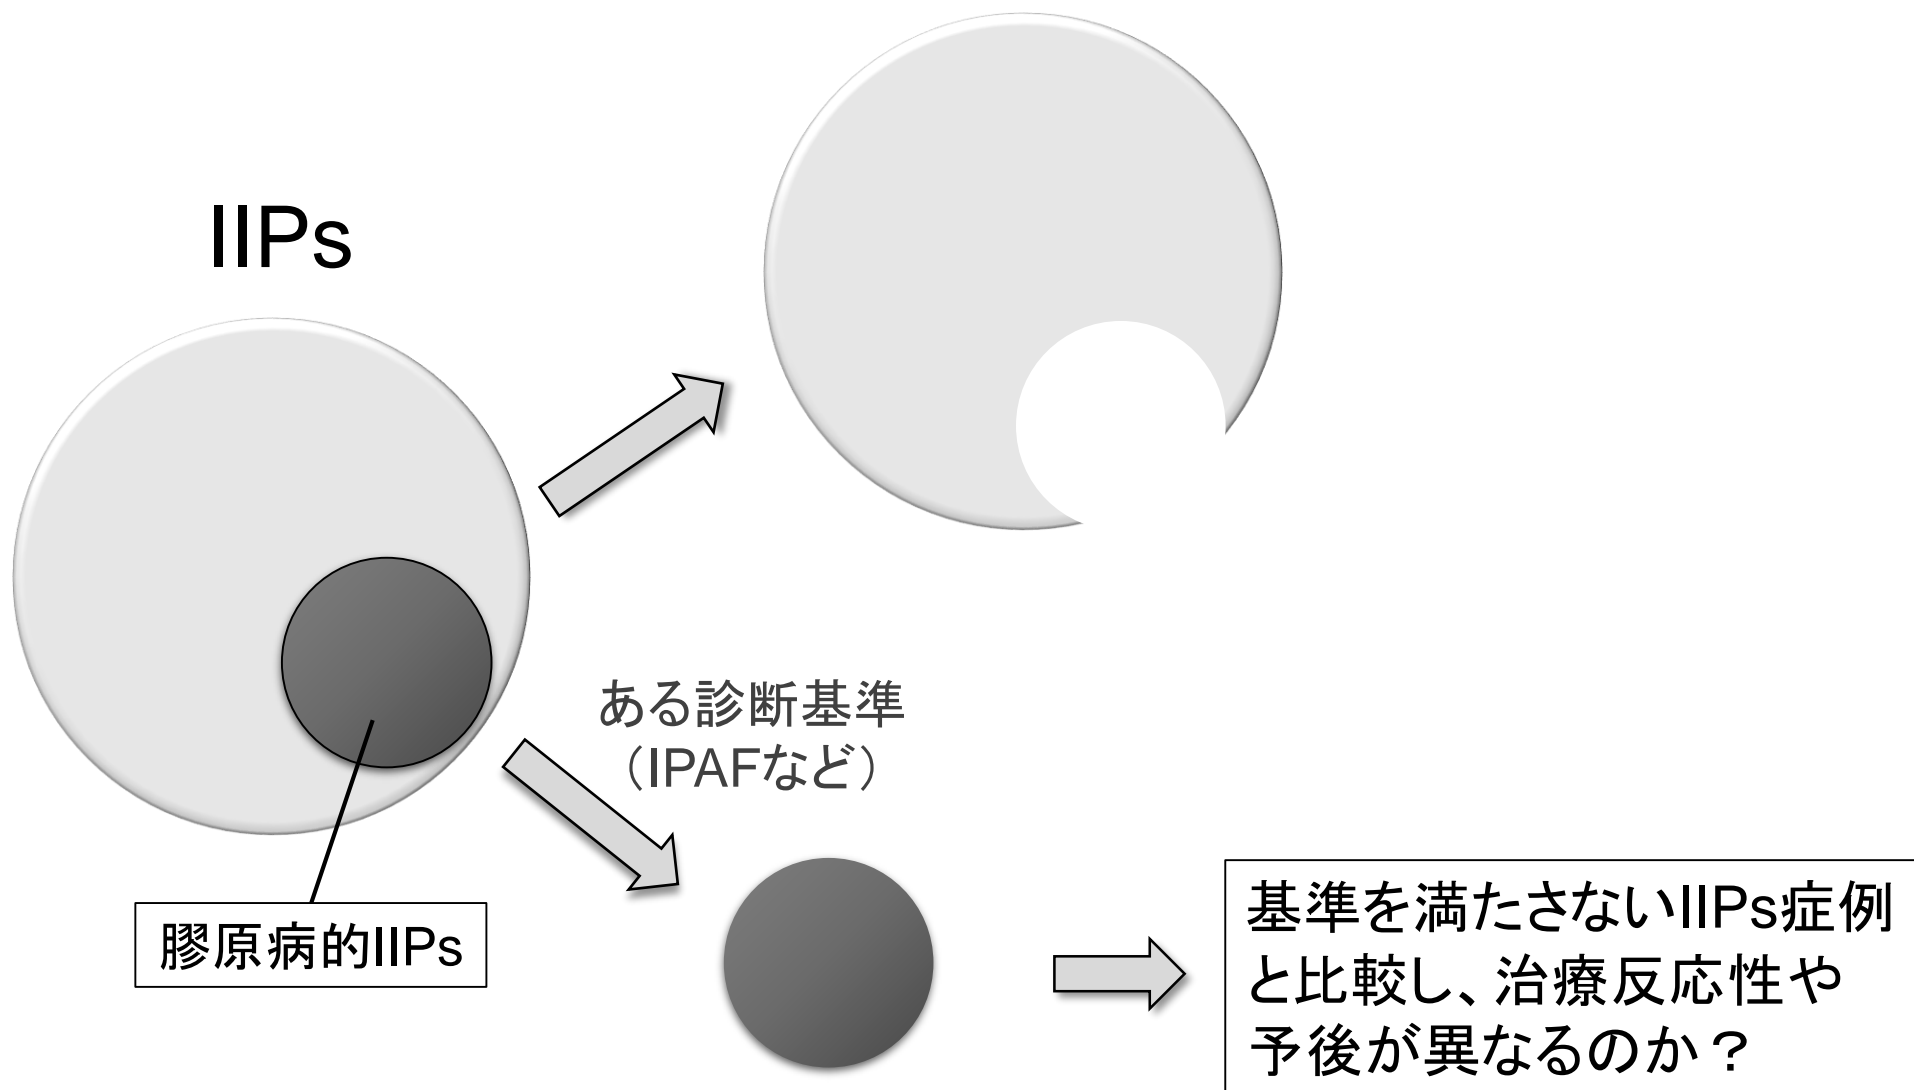 IIPs
ある診断基準
（IPAFなど）
膠原病的IIPs
基準を満たさないIIPs症例
と比較し、治療反応性や
予後が異なるのか？